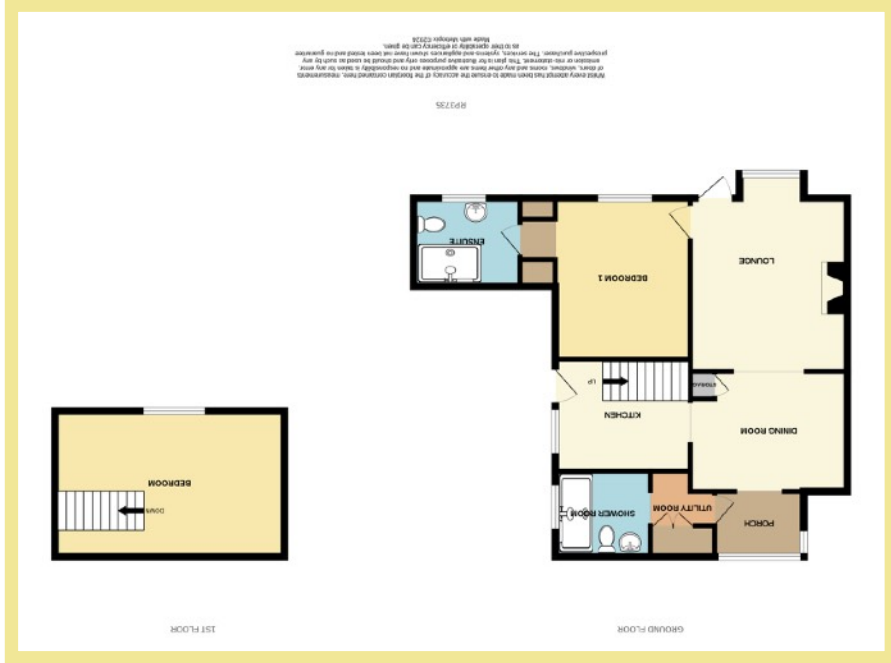 GROUND FLOOR
1ST FLOOR
PORCH
UTILITY ROOM
SHOWER ROOM
DOWN
BEDROOM
DINING ROOM
KITCHEN
STORAGE
UP
LOUNGE
BEDROOM 1
ENSUITE
RP3735
Whilst every attempt has been made to ensure the accuracy of the floorplan contained here, measurements
of doors, windows, rooms and any other items are approximate and no responsibility is taken for any error,
omission or mis-statement. This plan is for illustrative purposes only and should be used as such by any
prospective purchaser. The services, systems and appliances shown have not been tested and no guarantee
as to their operability or efficiency can be given.
Made with Metropix ©2024